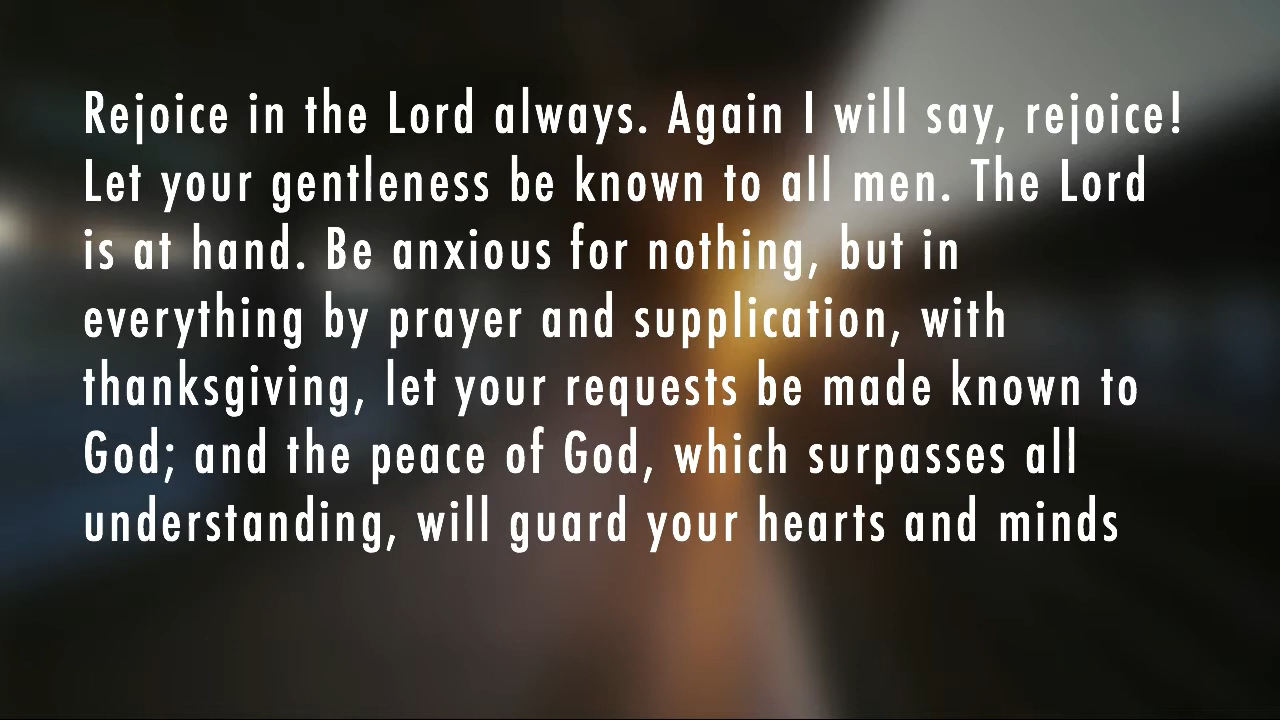 Rejoice in the Lord always. Again I will say, rejoice!
Let your gentleness be known to all men. The Lord
is at hand. Be anxious for nothing, but in
everything by prayer and supplication, with
thanksgiving, let your requests be made known to
God; and the peace of God, which surpasses all
understanding, will guard your hearts and minds